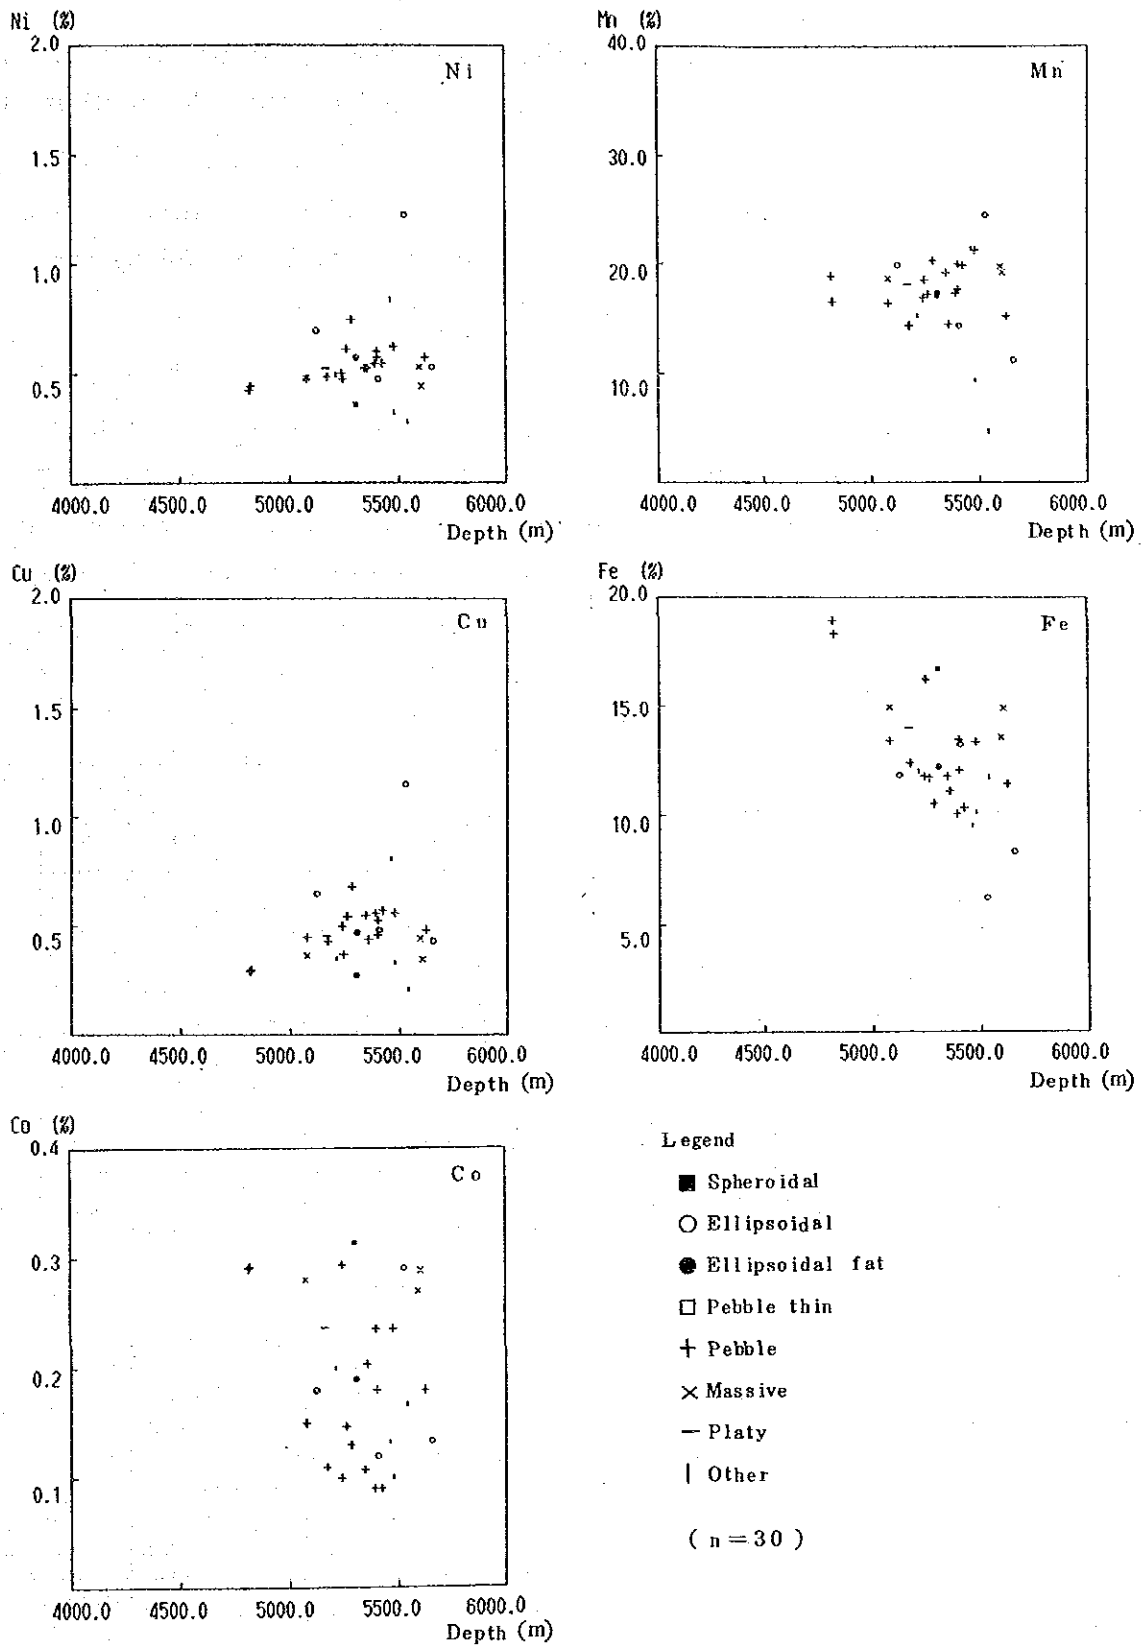 Ni (%)
2.0
1.5
1.0
0.5
Ni
4000.0 4500.0 5000.0 5500.0 6000.0
Depth (m)
Mn (%)
40.0
30.0
20.0
10.0
Mn
4000.0 4500.0 5000.0 5500.0 6000.0
Depth (m)
Cu (%)
2.0
1.5
1.0
0.5
Cu
4000.0 4500.0 5000.0 5500.0 6000.0
Depth (m)
Fe (%)
20.0
15.0
10.0
5.0
Fe
4000.0 4500.0 5000.0 5500.0 6000.0
Depth (m)
Co (%)
0.4
0.3
0.2
0.1
Co
4000.0 4500.0 5000.0 5500.0 6000.0
Depth (m)
Legend
Spheroidal
Ellipsoidal
Ellipsoidal fat
Pebble thin
Pebble
Massive
Platy
Other
( n = 30 )